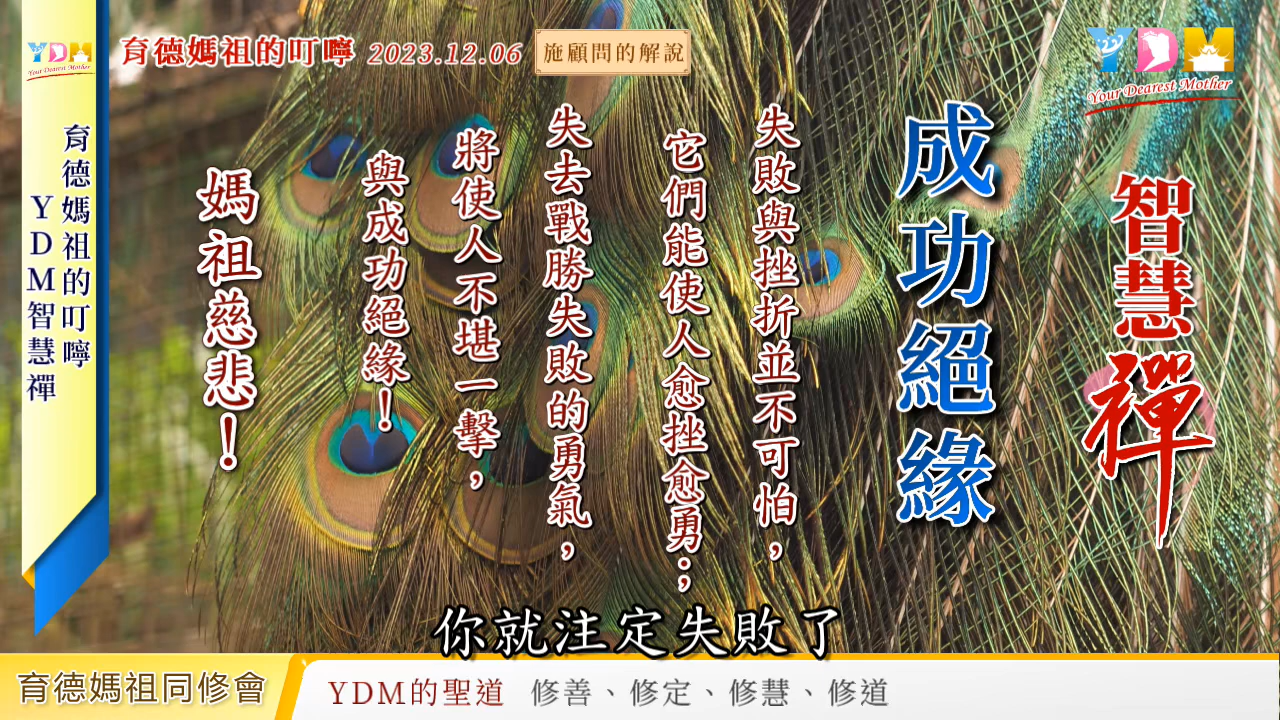 育德媽祖的叮嚀 2023.12.06 施顧問的解說
YDM
Your Dearest Mother
YDM
Your Dearest Mother
智慧禪
成功絕緣
失敗與挫折並不可怕，
它們能使人愈挫愈勇；
失去戰勝失敗的勇氣，
將使人不堪一擊，
與成功絕緣！
媽祖慈悲！
育德媽祖的叮嚀
YDM智慧禪
你就注定失敗了
育德媽祖同修會
YDM的聖道 修善、修定、修慧、修道